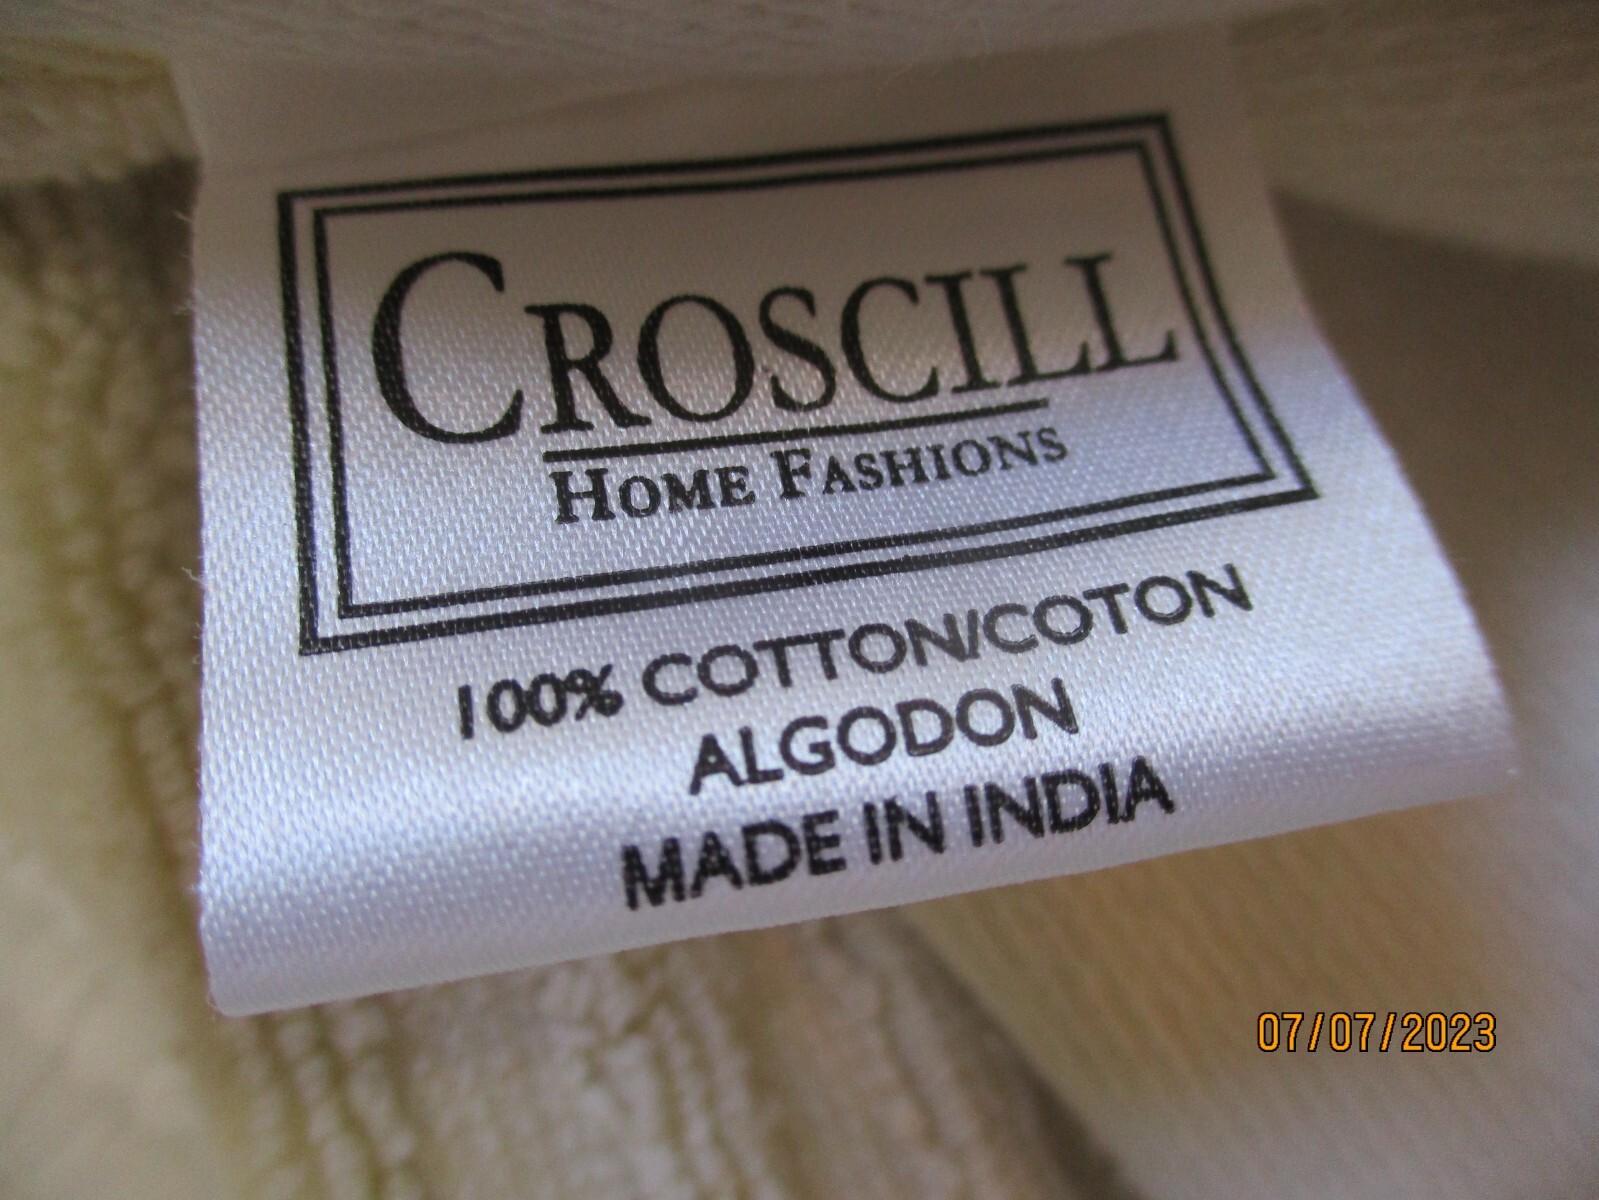 CROSCILL
HOME FASHIONS
100% COTTON/COTON
ALGODON
MADE IN INDIA
07/07/2023